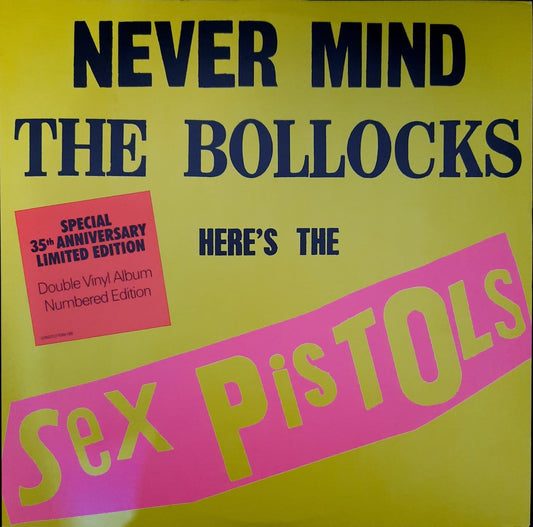 NEVER MIND
THE BOLLOCKS
SPECIAL
35th ANNIVERSARY
LIMITED EDITION
Double Vinyl Album
Numbered Edition
HERE'S THE
Sex PisTOls